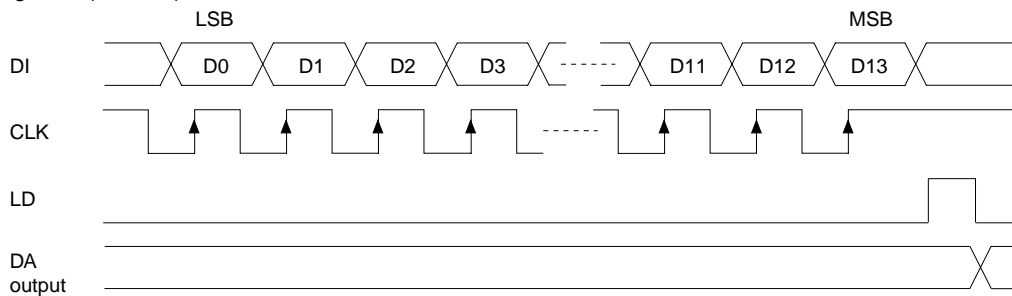 LSB MSB
DI D0 D1 D2 D3 D11 D12 D13
CLK
LD
DA
output